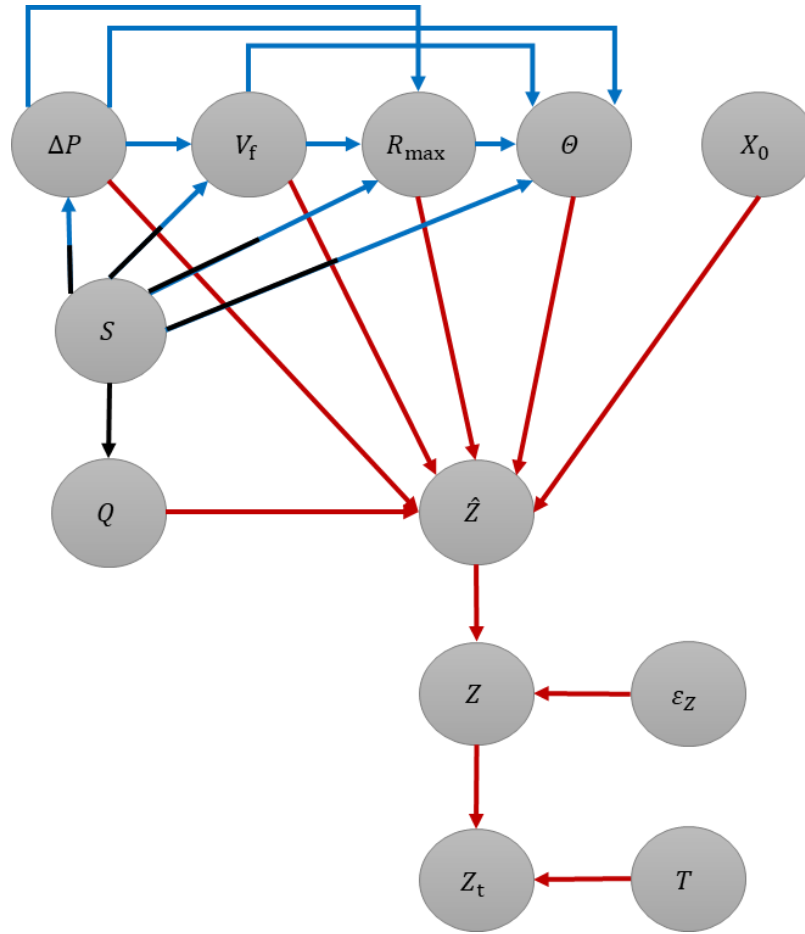 ΔP V_f R_max Θ X_0
S
Q Ẑ
Z ε_Z
Z_t T